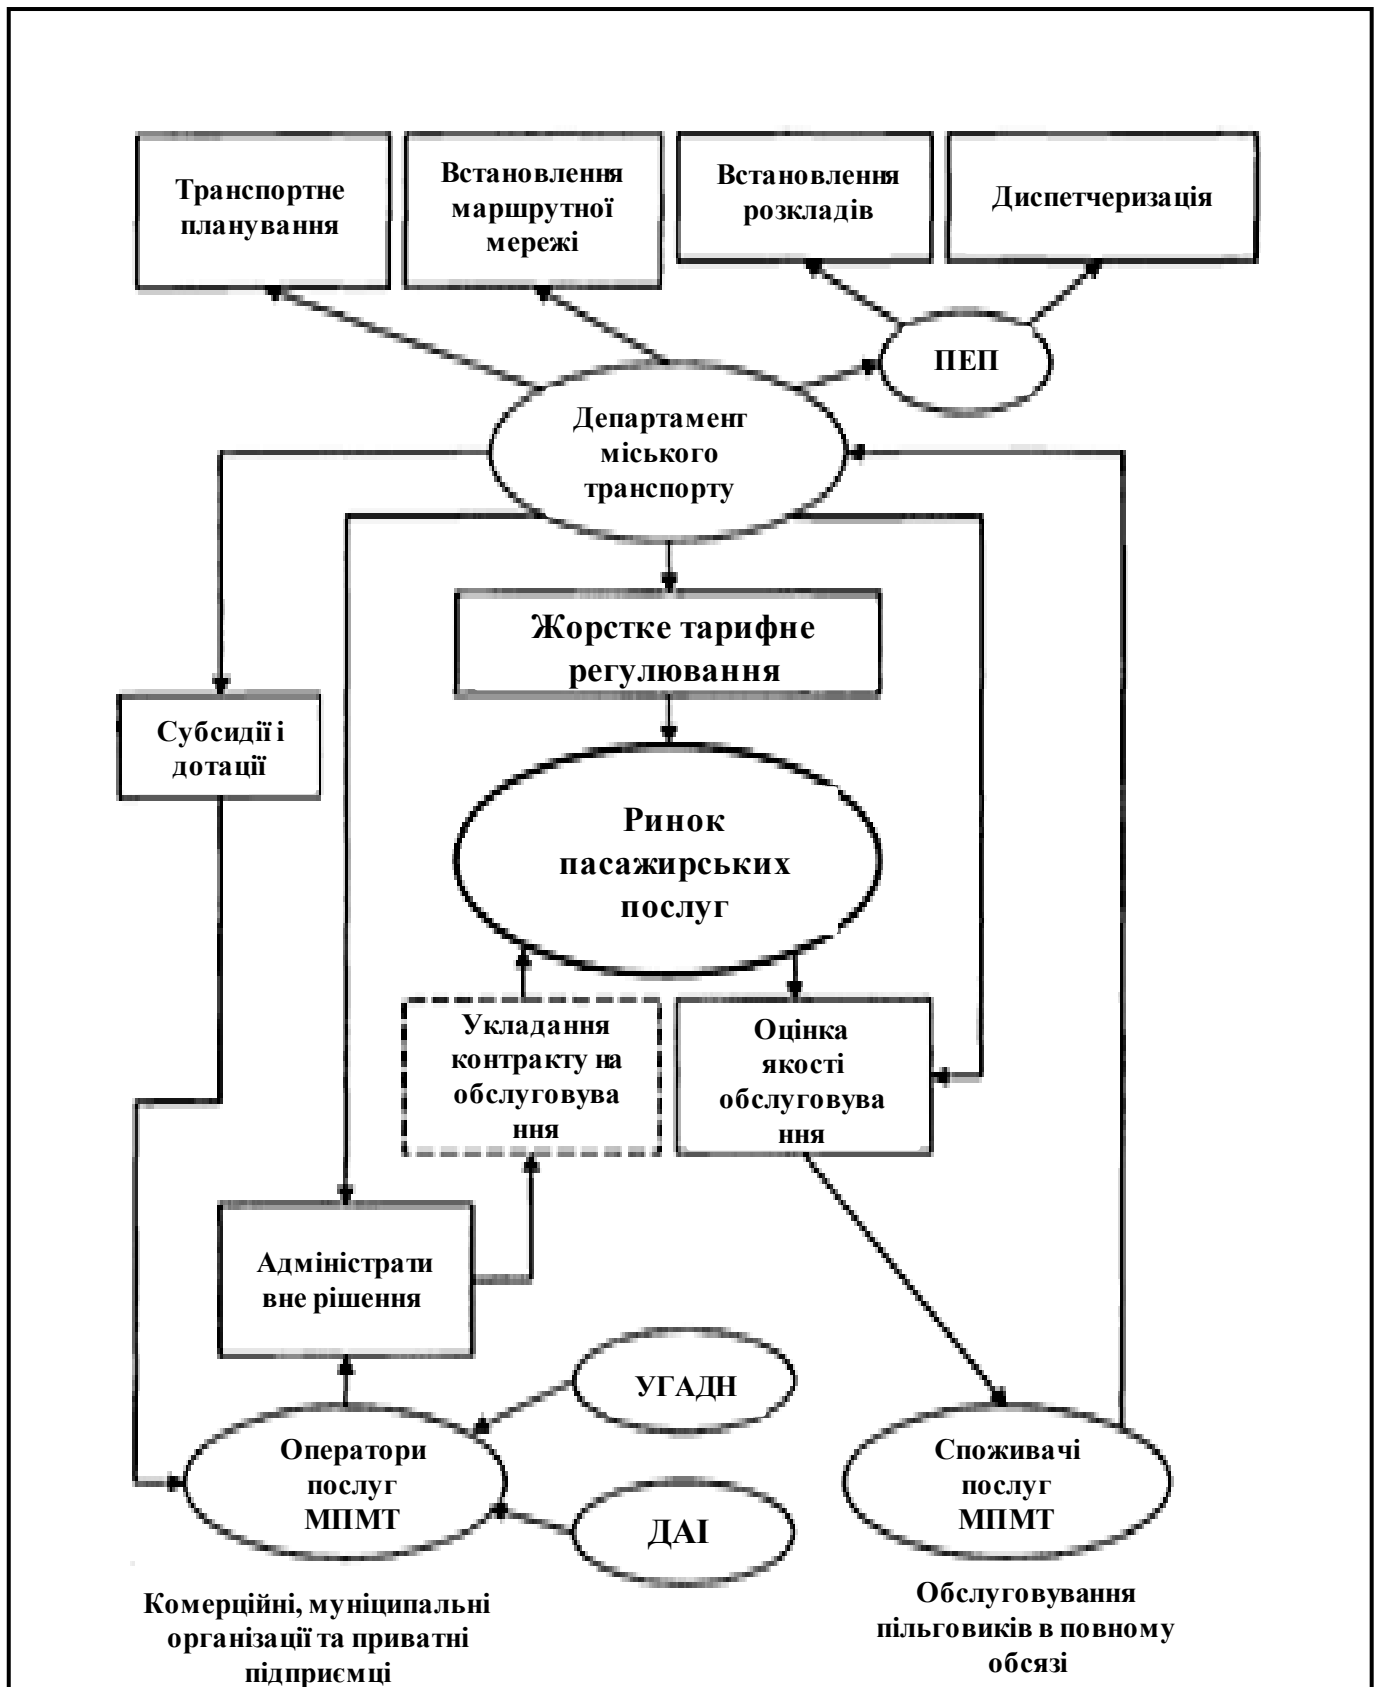 Транспортне
планування
Встановлення
маршрутної
мережі
Встановлення
розкладів
Диспетчеризація
ПЕП
Департамент
міського
транспорту
Жорстке тарифне
регулювання
Субсидії і
дотації
Ринок
пасажирських
послуг
Укладання
контракту на
обслуговува
ння
Оцінка
якості
обслуговува
ння
Адміністрати
вне рішення
УГАДН
Оператори
послуг
МПМТ
Споживачі
послуг
МПМТ
ДАІ
Комерційні, муніципальні
організації та приватні
підприємці
Обслуговування
пільговиків в повному
обсязі